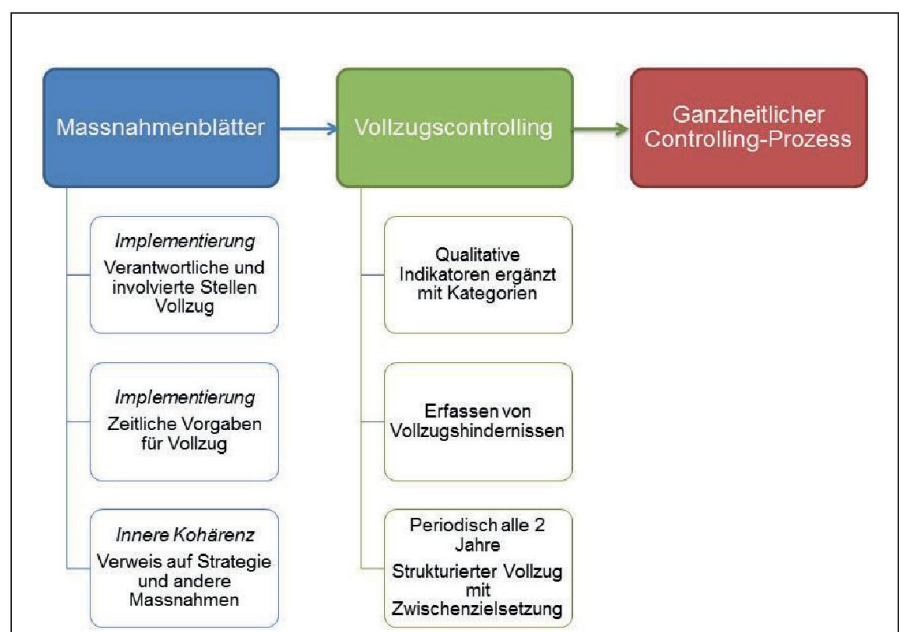 Massnahmenblätter
Implementierung
Verantwortliche und
involvierte Stellen
Vollzug
Implementierung
Zeitliche Vorgaben
für Vollzug
Innere Kohärenz
Verweis auf Strategie
und andere
Massnahmen
Vollzugscontrolling
Qualitative
Indikatoren ergänzt
mit Kategorien
Erfassen von
Vollzugshindernissen
Periodisch alle 2
Jahre
Strukturierter Vollzug
mit
Zwischenzielsetzung
Ganzheitlicher
Controlling-Prozess